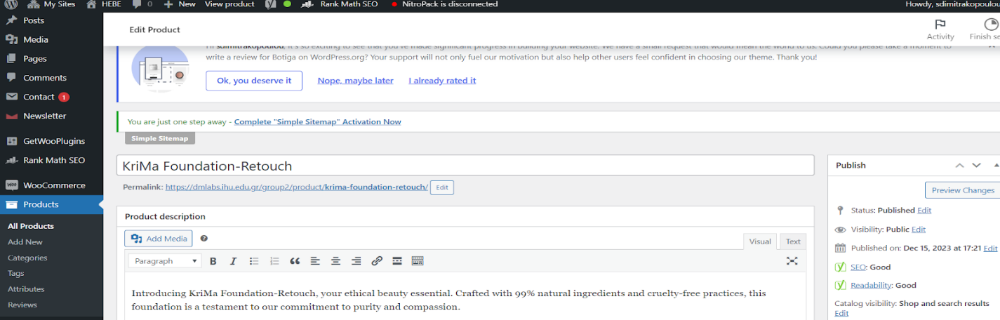 My Sites HEBE 0 New View product Rank Math SEO NitroPack is disconnected Howdy, sdimitrakopoulou
Posts
Media
Pages
Comments
Contact 1
Newsletter
GetWooPlugins
Rank Math SEO
WooCommerce
Products
All Products
Add New
Categories
Tags
Attributes
Reviews
Edit Product
Activity
Finish se
Hi sdimitrakopoulou, it's so exciting to see that you've made significant progress in building your website. We have a small request that would mean the world to us. Could you please take a moment to
write a review for Botiga on WordPress.org? Your support will not only fuel our motivation but also help other users feel confident in choosing our theme. Thank you!
Ok, you deserve it Nope, maybe later I already rated it
You are just one step away - Complete "Simple Sitemap" Activation Now
Simple Sitemap
KriMa Foundation-Retouch
Permalink: https://dmlabs.ihu.edu.gr/group2/product/krima-foundation-retouch/ Edit
Product description
Add Media
Visual Text
Paragraph B I
Introducing KriMa Foundation-Retouch, your ethical beauty essential. Crafted with 99% natural ingredients and cruelty-free practices, this
foundation is a testament to our commitment to purity and compassion.
Publish
Preview Changes
Status: Published Edit
Visibility: Public Edit
Published on: Dec 15, 2023 at 17:21 Edit
SEO: Good
Readability: Good
Catalog visibility: Shop and search results
Edit